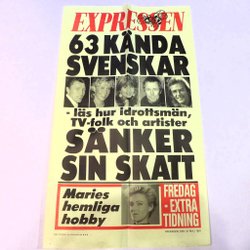 EXPRESSEN
63 KÄNDA
SVENSKAR
- läs hur idrottsmän,
TV-folk och artister
SÄNKER
SIN SKATT
Maries
hemliga
hobby
FREDAG
- EXTRA
TIDNING